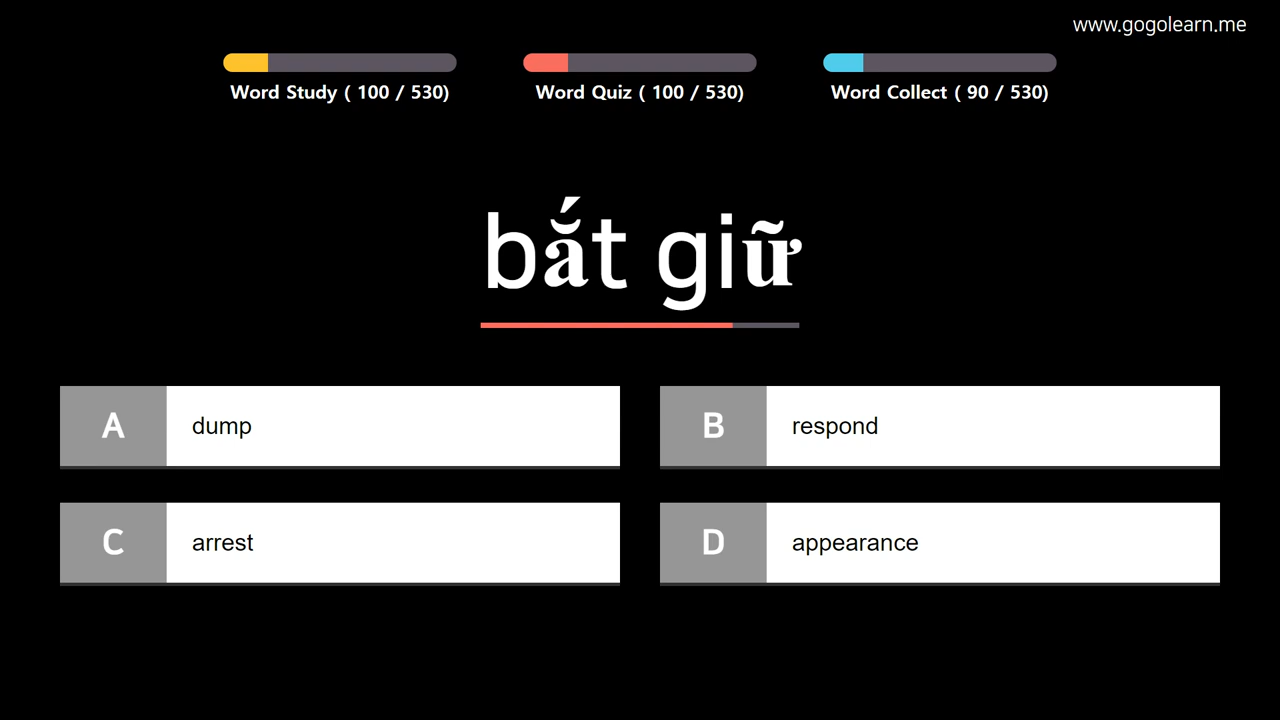 www.gogolearn.me
Word Study ( 100 / 530)
Word Quiz ( 100 / 530)
Word Collect ( 90 / 530)
bắt giữ
A dump
B respond
C arrest
D appearance